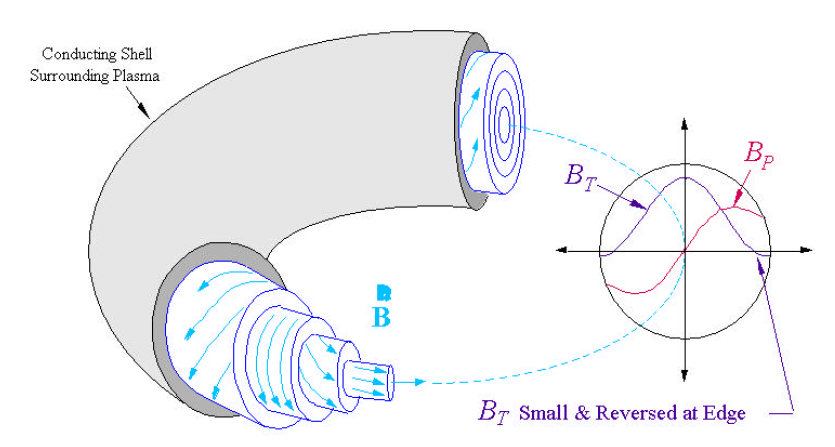 Conducting Shell
Surrounding Plasma
B_T
B_P
B
B_T Small & Reversed at Edge